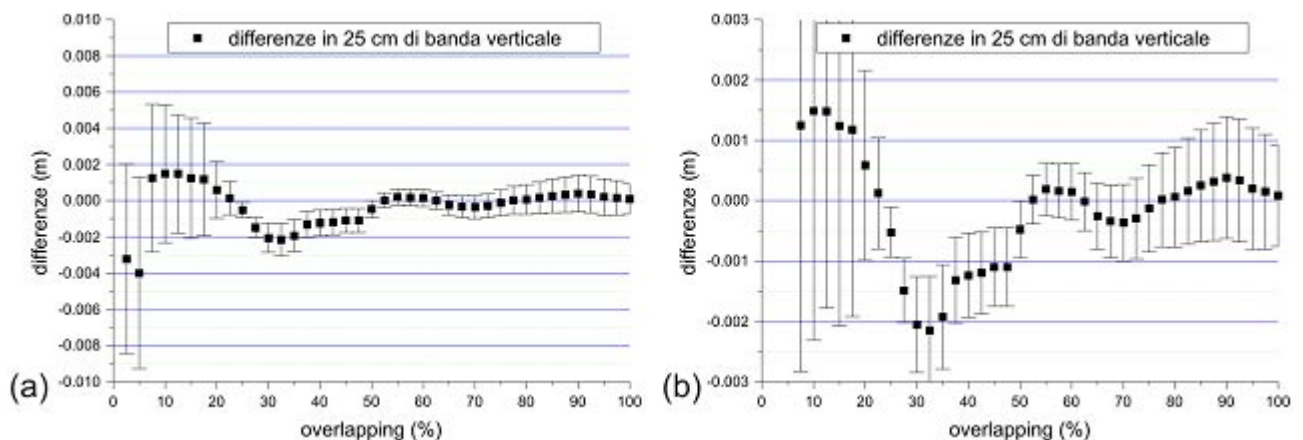 0.010
0.008
0.006
0.004
0.002
0.000
-0.002
-0.004
-0.006
-0.008
-0.010
differenze (m)
differenze in 25 cm di banda verticale
0 10 20 30 40 50 60 70 80 90 100
overlapping (%)
(a)
0.003
0.002
0.001
0.000
-0.001
-0.002
-0.003
differenze (m)
differenze in 25 cm di banda verticale
0 10 20 30 40 50 60 70 80 90 100
overlapping (%)
(b)